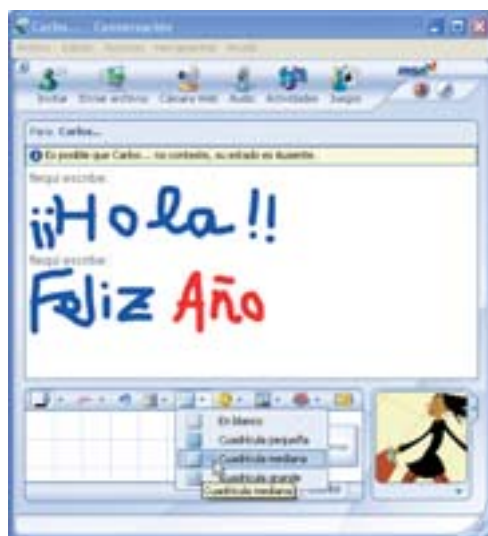 Carlos... - Conversación
Archivo Edición Acciones Herramientas Ayuda
Invitar Enviar archivo Cámara Web Audio Actividades Juegos
msn
Para: Carlos...
Es posible que Carlos... no conteste, su estado es Ausente.
Nequi escribe:
¡¡Hola!!
Nequi escribe:
Feliz Año
En blanco
Cuadrícula pequeña
Cuadrícula mediana
Cuadrícula grande
Cuadrícula mediana